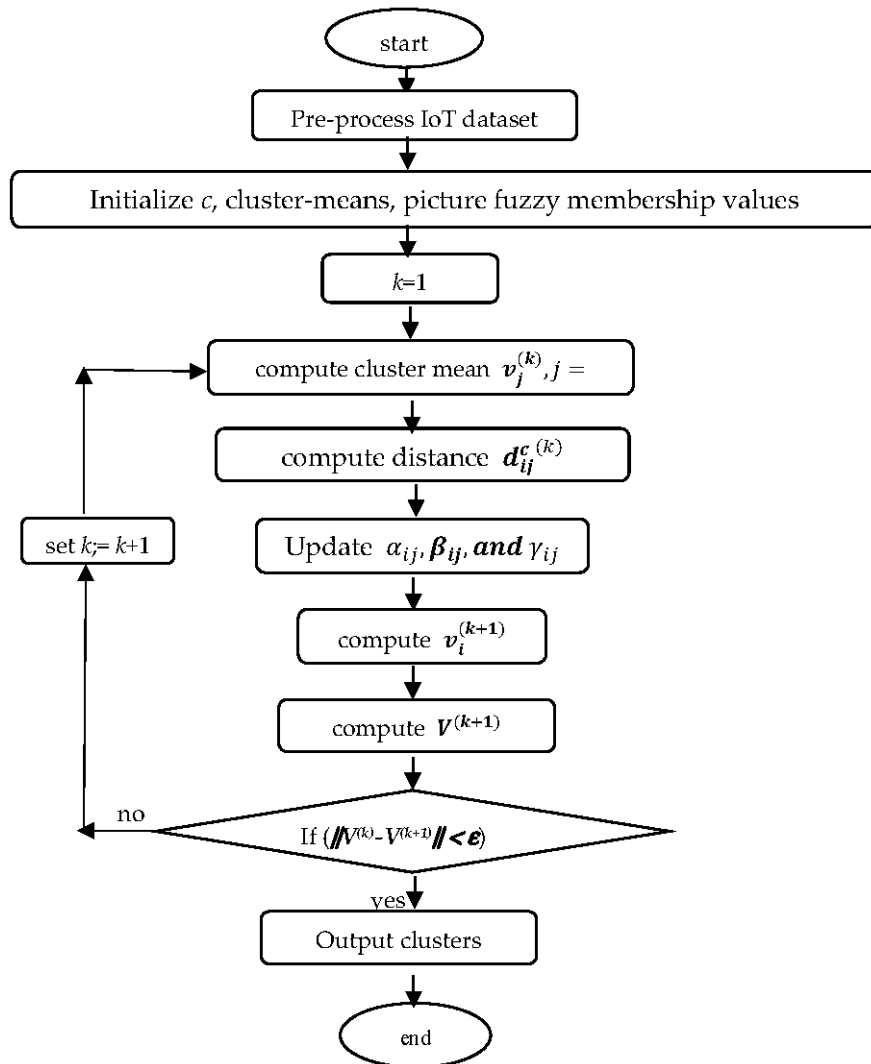 start
Pre-process IoT dataset
Initialize c, cluster-means, picture fuzzy membership values
k=1
compute cluster mean v_j^(k), j =
compute distance d_ij^c (k)
set k;= k+1
Update α_ij, β_ij, and γ_ij
compute v_i^(k+1)
compute V^(k+1)
no
If (‖V^(k)-V^(k+1)‖ < ε)
yes
Output clusters
end